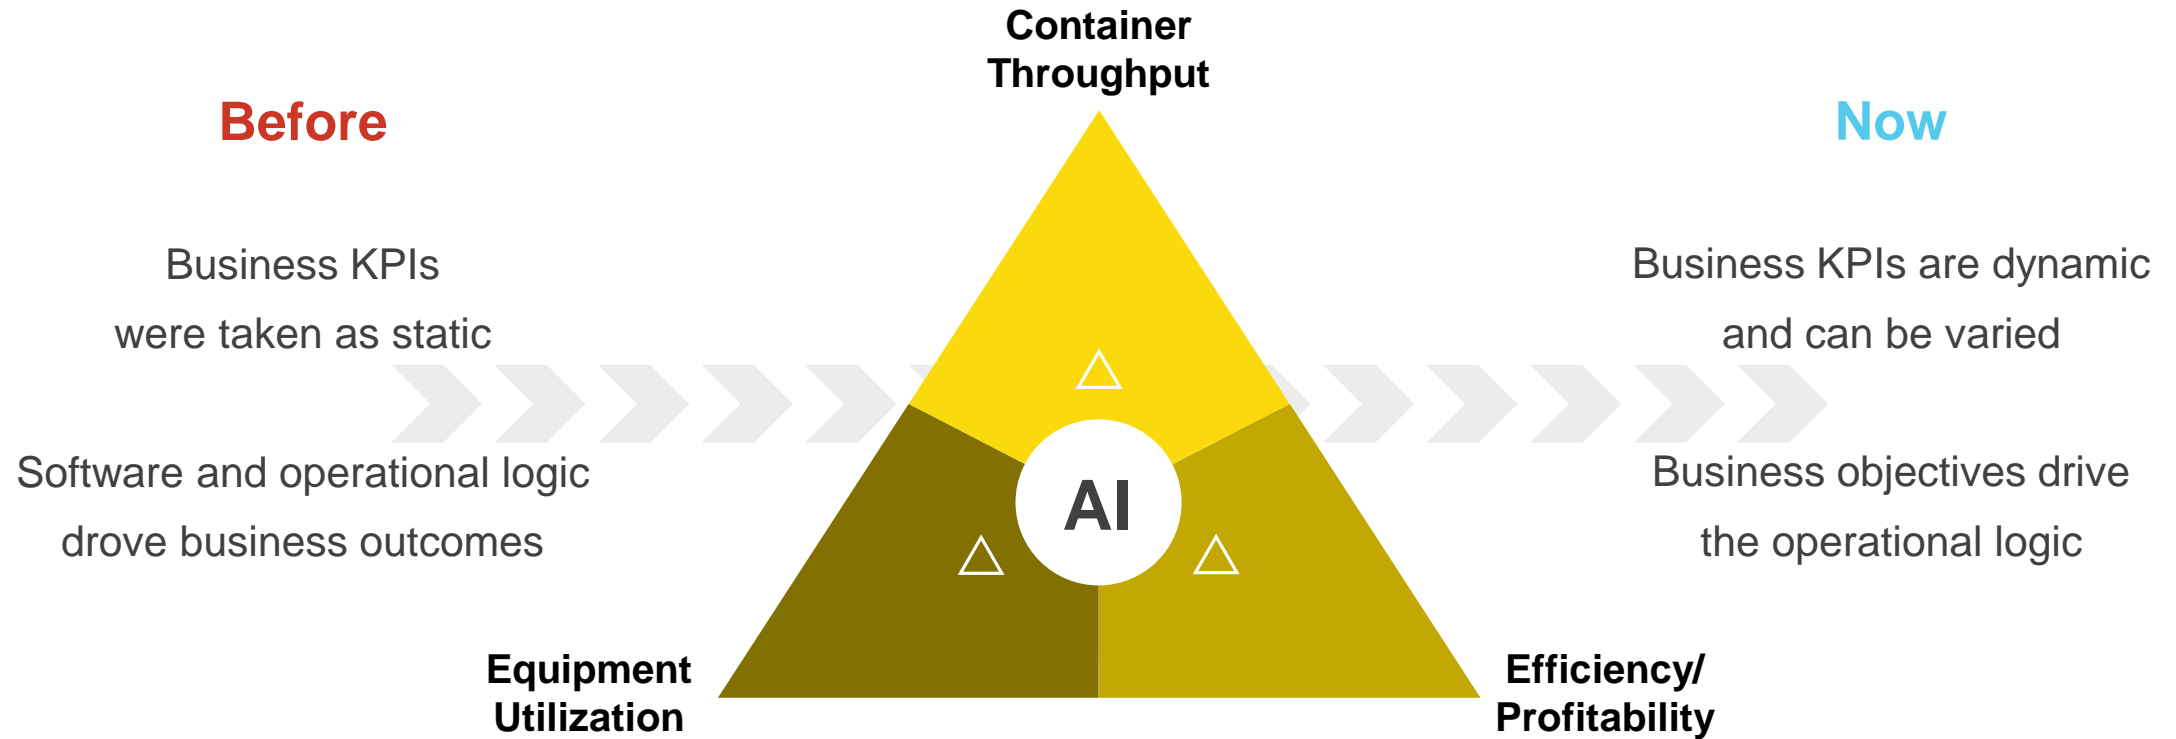 Container
Throughput
Before
Business KPIs
were taken as static
Software and operational logic
drove business outcomes
AI
Equipment
Utilization
Efficiency/
Profitability
Now
Business KPIs are dynamic
and can be varied
Business objectives drive
the operational logic